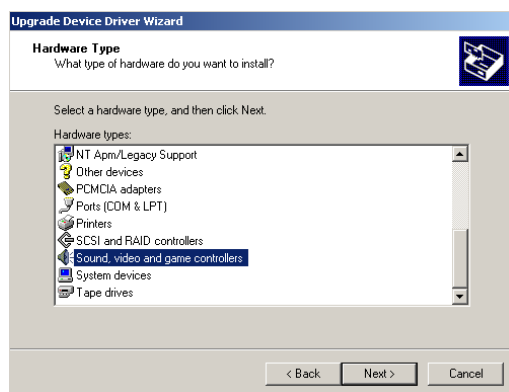 Upgrade Device Driver Wizard
Hardware Type
What type of hardware do you want to install?
Select a hardware type, and then click Next.
Hardware types:
NT Apm/Legacy Support
Other devices
PCMCIA adapters
Ports (COM & LPT)
Printers
SCSI and RAID controllers
Sound, video and game controllers
System devices
Tape drives
< Back
Next >
Cancel